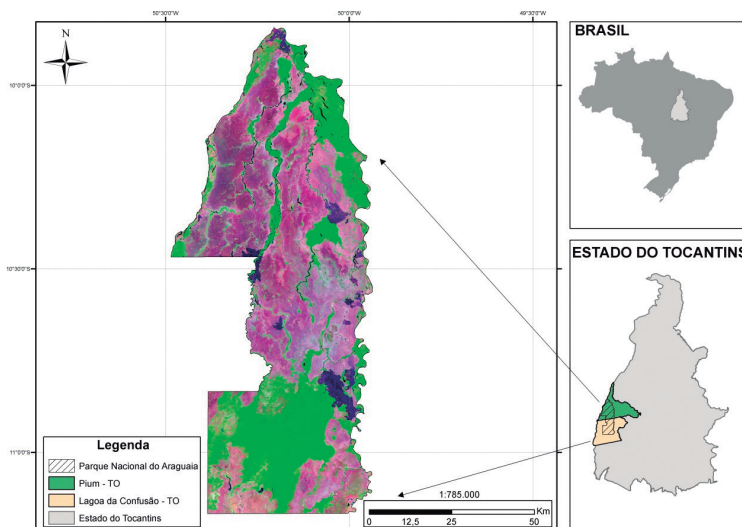 50°30'0"W
50°0'0"W
49°30'0"W
N
10°0'0"S
10°30'0"S
11°0'0"S
BRASIL
ESTADO DO TOCANTINS
Legenda
Parque Nacional do Araguaia
Pium - TO
Lagoa da Confusão - TO
Estado do Tocantins
1:785.000
Km
0 12,5 25 50